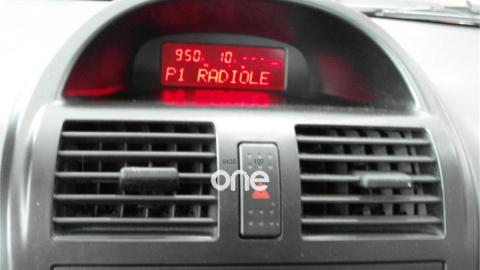 950 10 ----
P1 RADIOLE
one